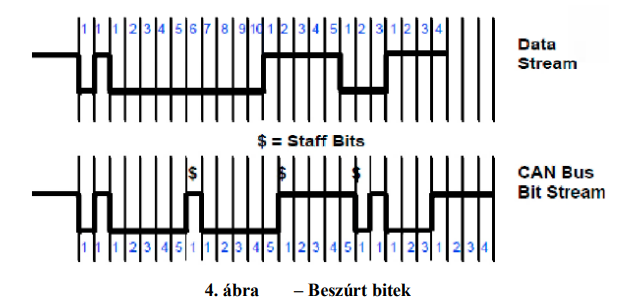 1 1 1 2 3 4 5 6 7 8 9 10 1 2 3 4 5 1 2 3 1 2 3 4
Data
Stream
$ = Staff Bits
$ $ $
CAN Bus
Bit Stream
1 1 1 2 3 4 5 1 1 2 3 4 5 1 2 3 4 5 1 1 1 2 3 1 2 3 4
4. ábra – Beszúrt bitek